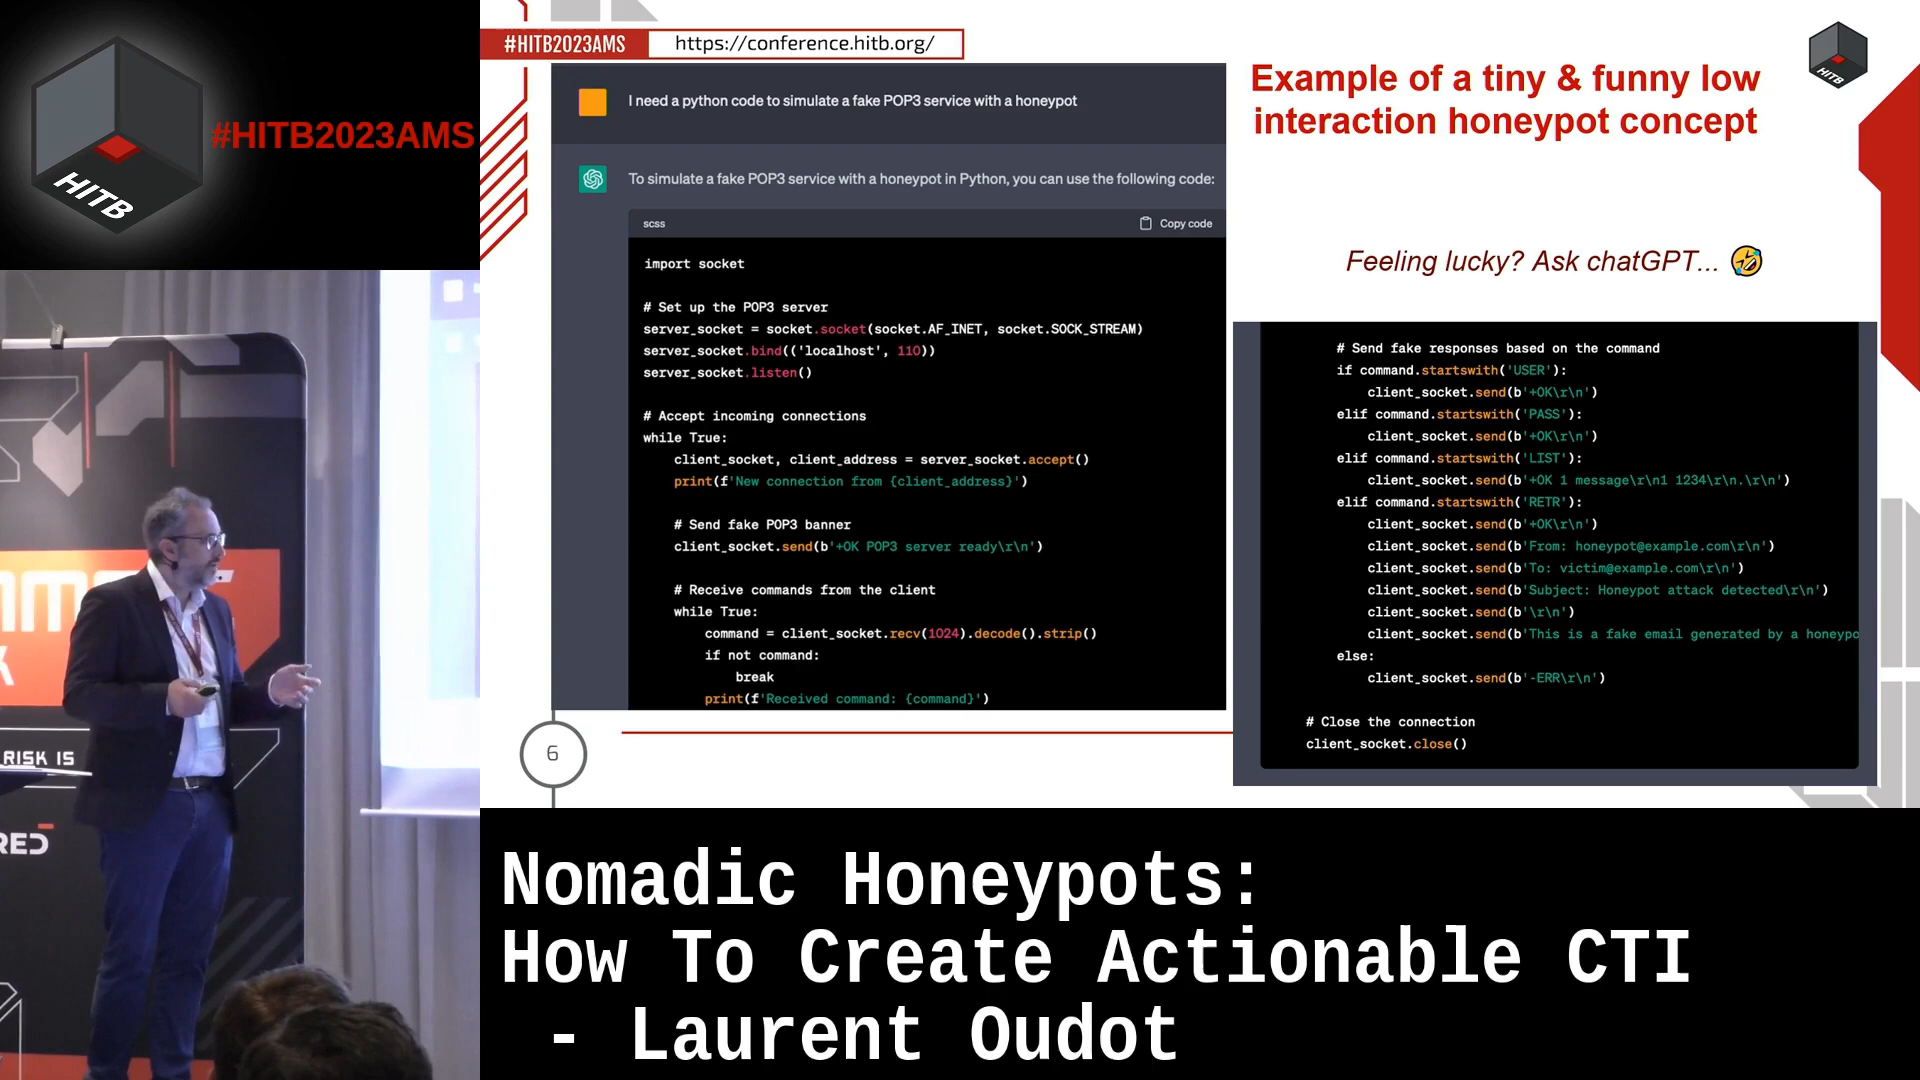 HITB
#HITB2023AMS
RISK IS
#HITB2023AMS
https://conference.hitb.org/
HITB
Example of a tiny & funny low
interaction honeypot concept
Feeling lucky? Ask chatGPT... 🤣
I need a python code to simulate a fake POP3 service with a honeypot
To simulate a fake POP3 service with a honeypot in Python, you can use the following code:
scss
Copy code
import socket
# Set up the POP3 server
server_socket = socket.socket(socket.AF_INET, socket.SOCK_STREAM)
server_socket.bind(('localhost', 110))
server_socket.listen()
# Accept incoming connections
while True:
    client_socket, client_address = server_socket.accept()
    print(f'New connection from {client_address}')
    # Send fake POP3 banner
    client_socket.send(b'+OK POP3 server ready\r\n')
    # Receive commands from the client
    while True:
        command = client_socket.recv(1024).decode().strip()
        if not command:
            break
        print(f'Received command: {command}')
        # Send fake responses based on the command
        if command.startswith('USER'):
            client_socket.send(b'+OK\r\n')
        elif command.startswith('PASS'):
            client_socket.send(b'+OK\r\n')
        elif command.startswith('LIST'):
            client_socket.send(b'+OK 1 message\r\n1 1234\r\n.\r\n')
        elif command.startswith('RETR'):
            client_socket.send(b'+OK\r\n')
            client_socket.send(b'From: honeypot@example.com\r\n')
            client_socket.send(b'To: victim@example.com\r\n')
            client_socket.send(b'Subject: Honeypot attack detected\r\n')
            client_socket.send(b'\r\n')
            client_socket.send(b'This is a fake email generated by a honeypo
        else:
            client_socket.send(b'-ERR\r\n')
    # Close the connection
    client_socket.close()
6
Nomadic Honeypots:
How To Create Actionable CTI
- Laurent Oudot